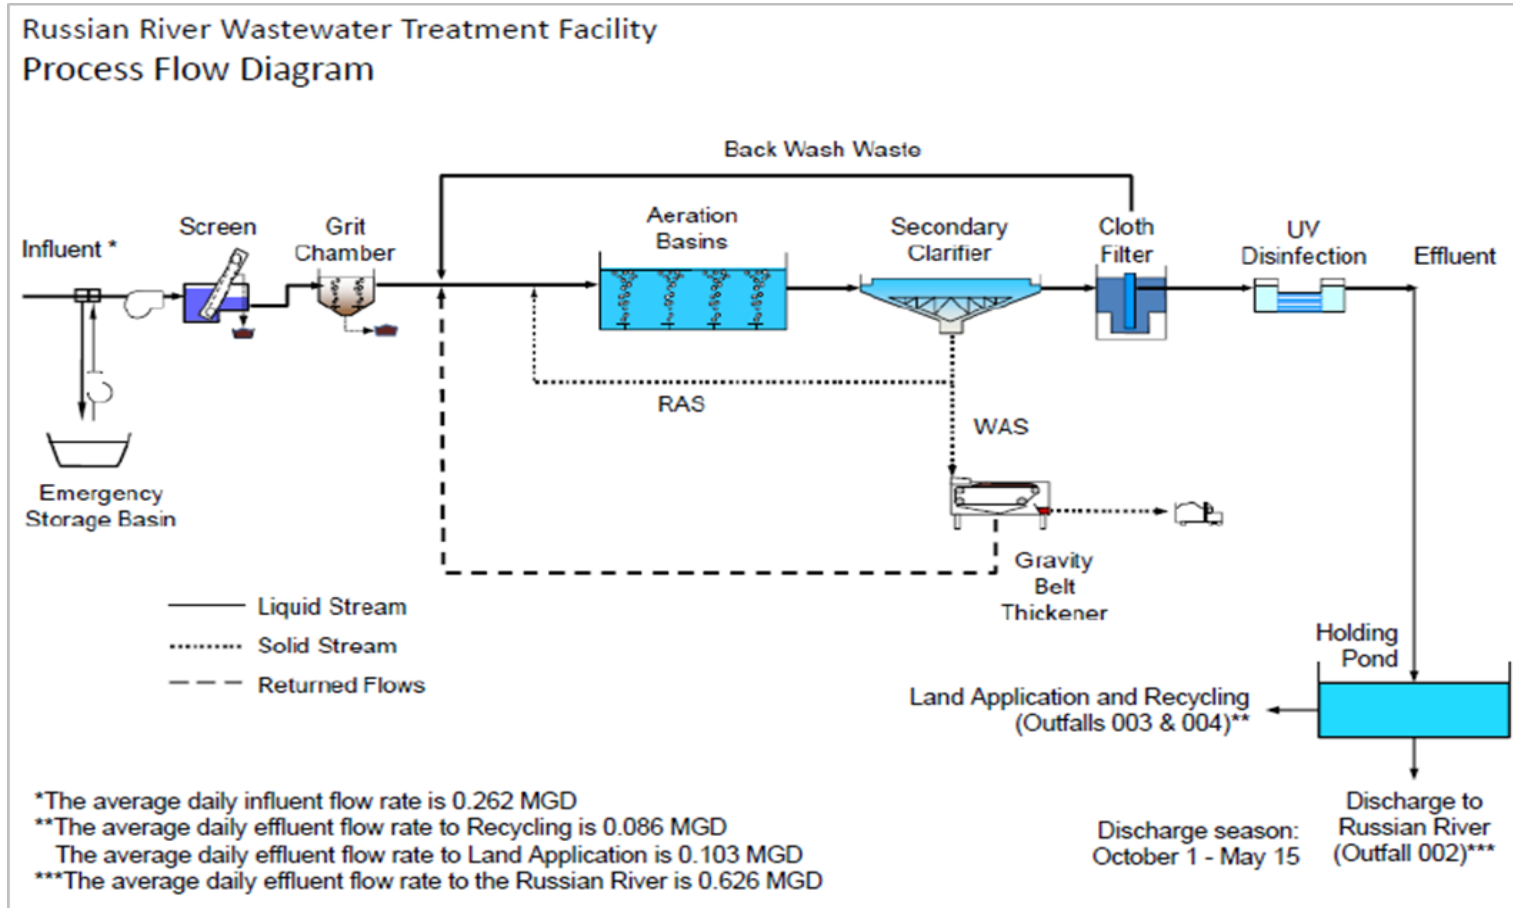 Russian River Wastewater Treatment Facility
Process Flow Diagram
Back Wash Waste
Influent *
Screen
Grit
Chamber
Aeration
Basins
Secondary
Clarifier
Cloth
Filter
UV
Disinfection
Effluent
RAS
WAS
Emergency
Storage Basin
Gravity
Belt
Thickener
Liquid Stream
Solid Stream
Returned Flows
Holding
Pond
Land Application and Recycling
(Outfalls 003 & 004)**
*The average daily influent flow rate is 0.262 MGD
**The average daily effluent flow rate to Recycling is 0.086 MGD
The average daily effluent flow rate to Land Application is 0.103 MGD
***The average daily effluent flow rate to the Russian River is 0.626 MGD
Discharge season:
October 1 - May 15
Discharge to
Russian River
(Outfall 002)***